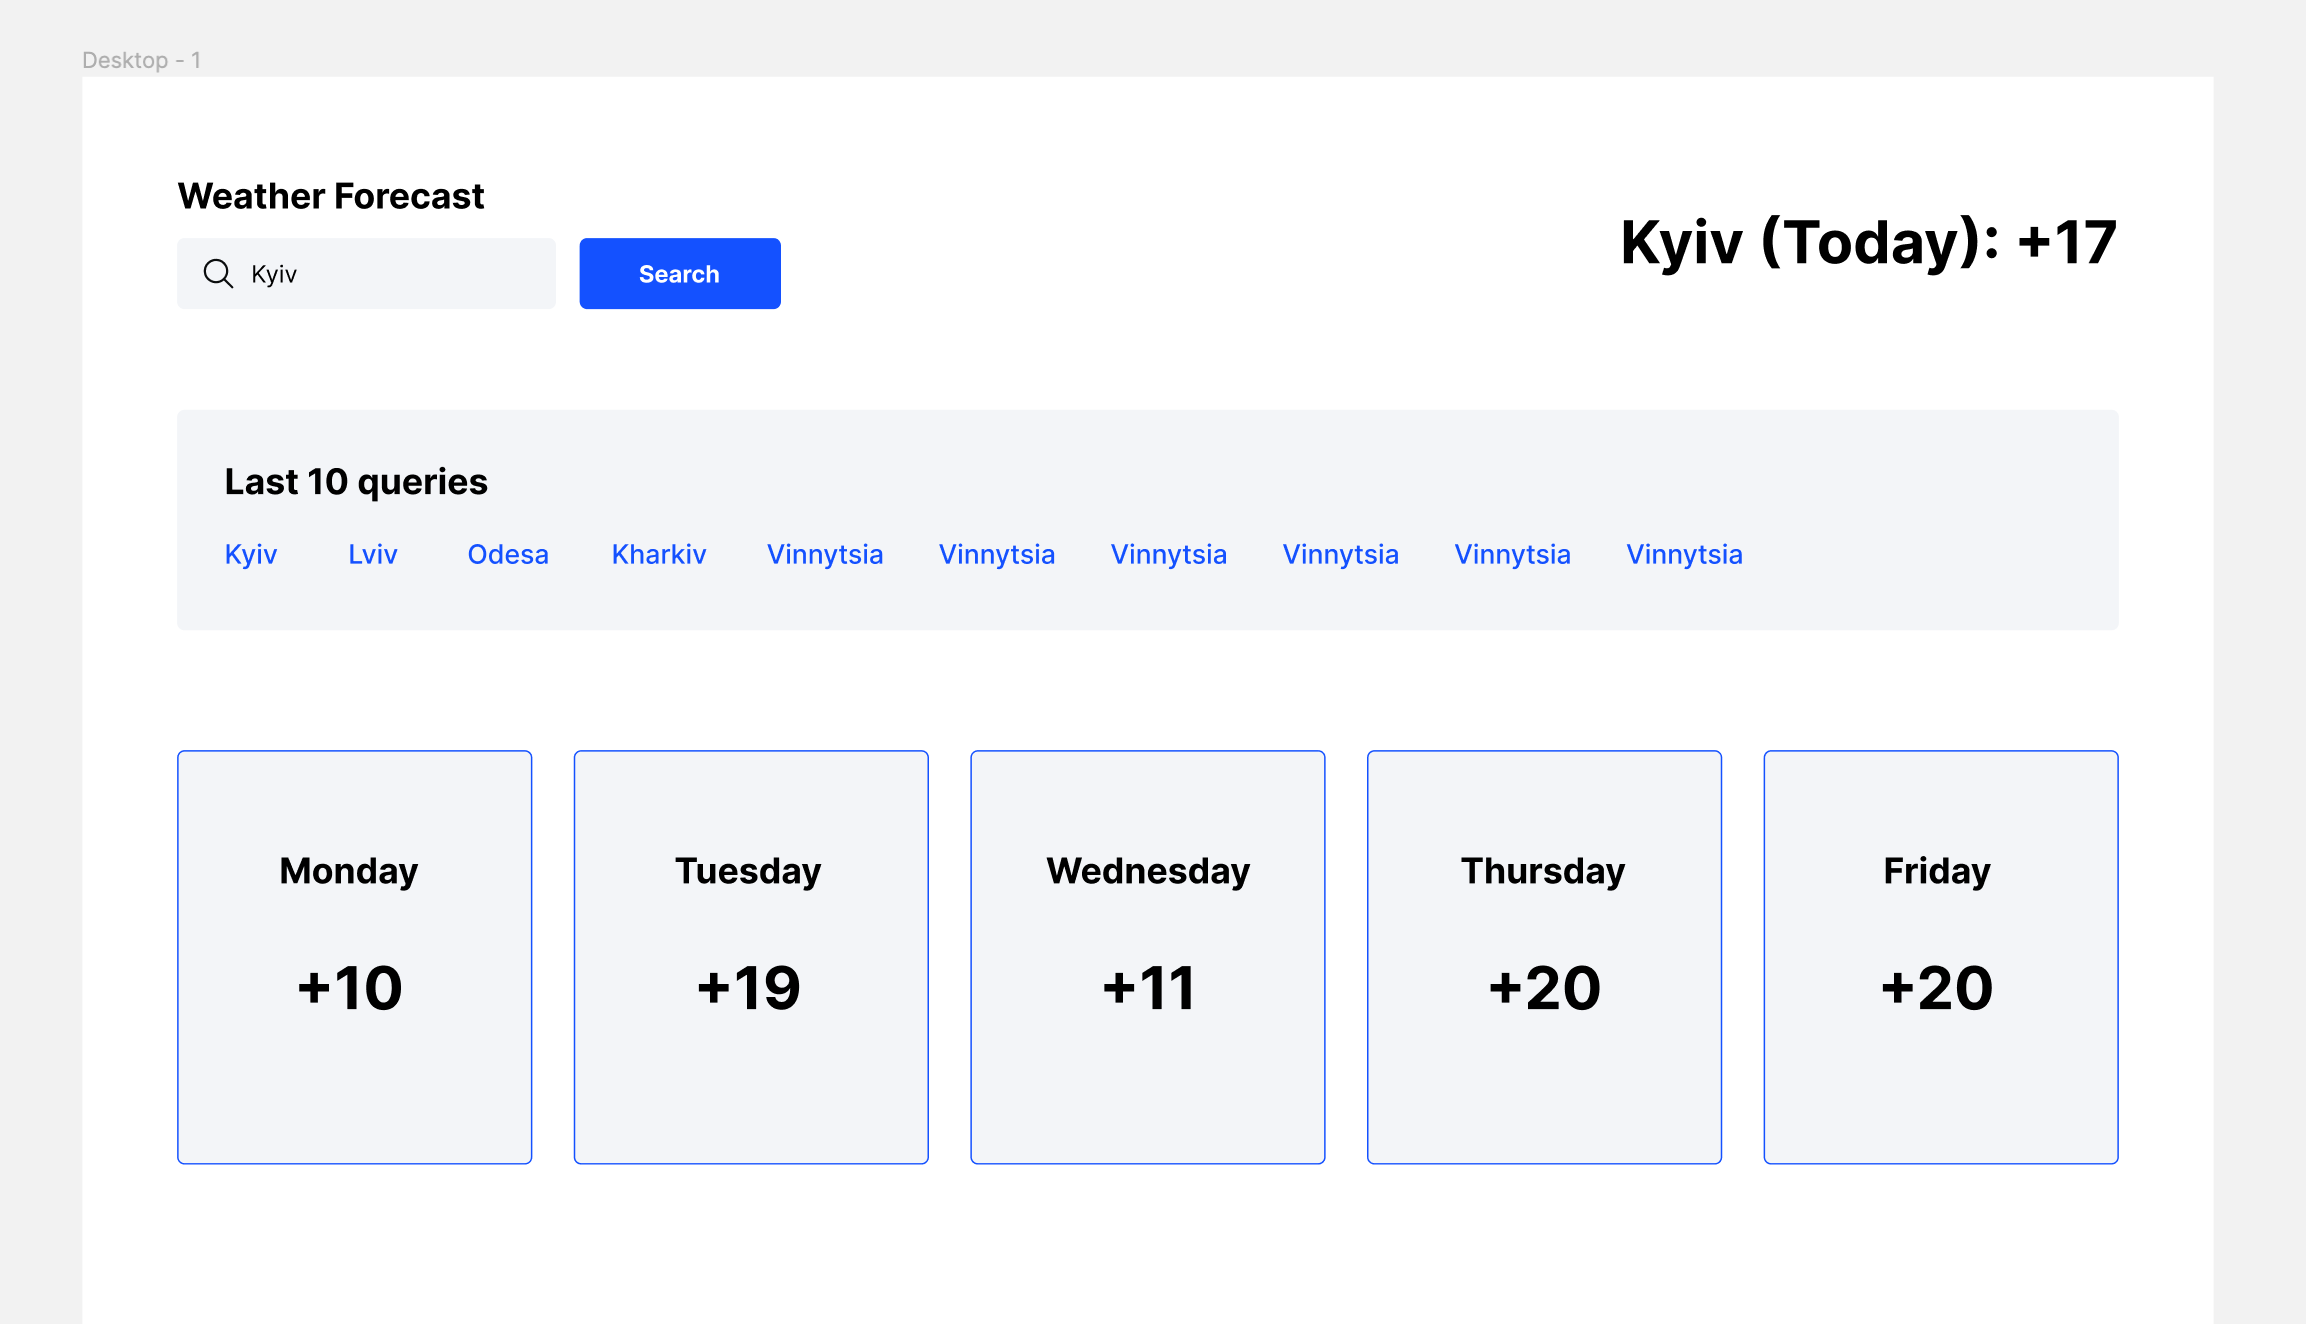 Desktop - 1
Weather Forecast
Kyiv
Search
Kyiv (Today): +17
Last 10 queries
Kyiv Lviv Odesa Kharkiv Vinnytsia Vinnytsia Vinnytsia Vinnytsia Vinnytsia Vinnytsia
Monday
+10
Tuesday
+19
Wednesday
+11
Thursday
+20
Friday
+20